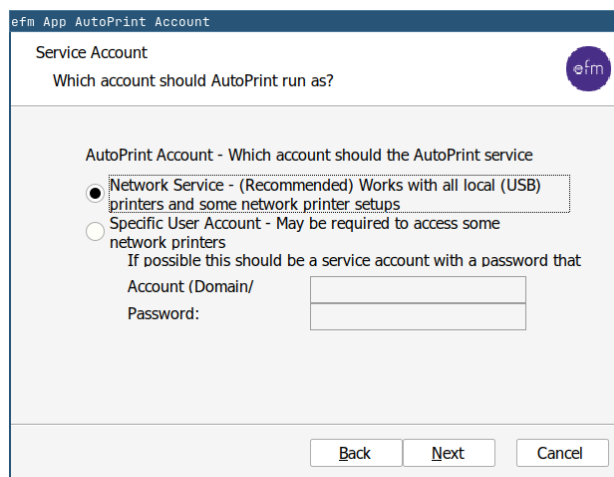 efm App AutoPrint Account
Service Account
Which account should AutoPrint run as?
efm
AutoPrint Account - Which account should the AutoPrint service
Network Service - (Recommended) Works with all local (USB)
printers and some network printer setups
Specific User Account - May be required to access some
network printers
If possible this should be a service account with a password that
Account (Domain/
Password:
Back
Next
Cancel